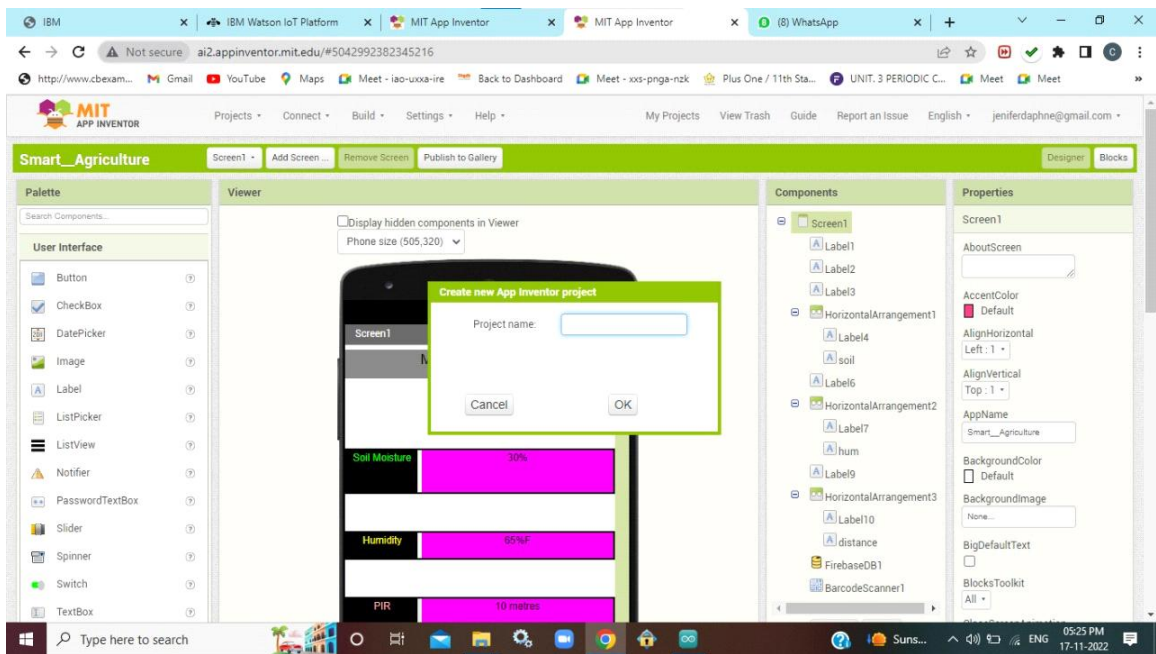 IBM
IBM Watson IoT Platform
MIT App Inventor
MIT App Inventor
(8) WhatsApp
Not secure
ai2.appinventor.mit.edu/#5042992382345216
http://www.cbexam...
Gmail
YouTube
Maps
Meet - iao-uxxa-ire
Back to Dashboard
Meet - xxs-pnga-nzk
Plus One / 11th Sta...
UNIT. 3 PERIODIC C...
Meet
Meet
MIT
APP INVENTOR
Projects
Connect
Build
Settings
Help
My Projects
View Trash
Guide
Report an Issue
English
jeniferdaphne@gmail.com
Smart__Agriculture
Screen1
Add Screen ...
Remove Screen
Publish to Gallery
Designer
Blocks
Palette
Search Components...
User Interface
Button
CheckBox
DatePicker
Image
Label
ListPicker
ListView
Notifier
PasswordTextBox
Slider
Spinner
Switch
TextBox
Viewer
Display hidden components in Viewer
Phone size (505,320)
Screen1
Create new App Inventor project
Project name:
Cancel
OK
Soil Moisture
30%
Humidity
65%F
PIR
10 metres
Components
Screen1
Label1
Label2
Label3
HorizontalArrangement1
Label4
soil
Label6
HorizontalArrangement2
Label7
hum
Label9
HorizontalArrangement3
Label10
distance
FirebaseDB1
BarcodeScanner1
Properties
Screen1
AboutScreen
AccentColor
Default
AlignHorizontal
Left : 1
AlignVertical
Top : 1
AppName
Smart__Agriculture
BackgroundColor
Default
BackgroundImage
None...
BigDefaultText
BlocksToolkit
All
Type here to search
Suns...
ENG
05:25 PM
17-11-2022